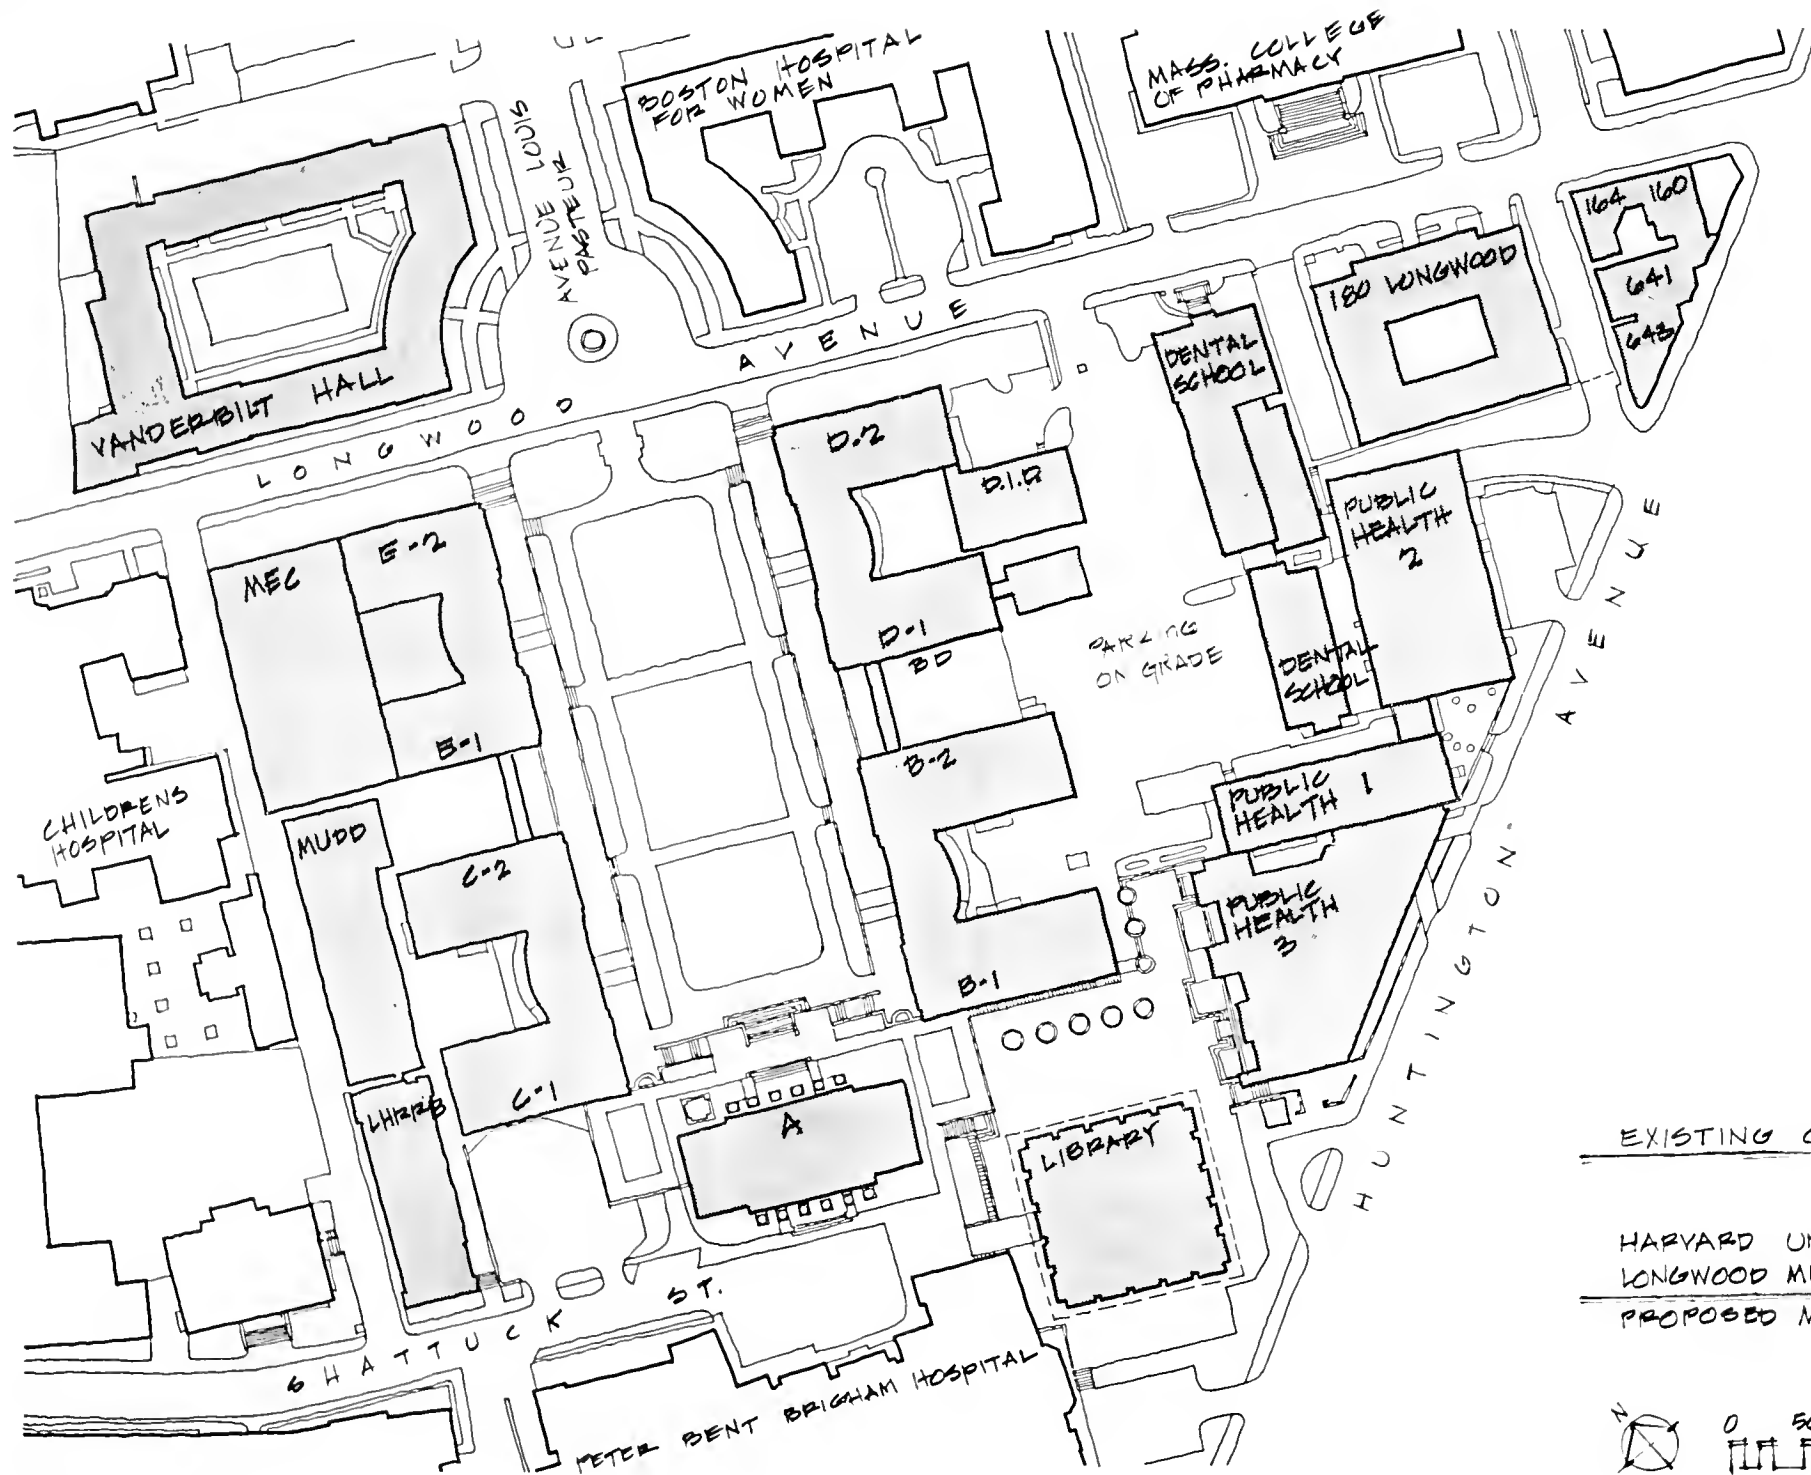 MASS. COLLEGE
OF PHARMACY
BOSTON HOSPITAL
FOR WOMEN
AVENUE LOUIS
PASTEUR
164 160
641
643
180 LONGWOOD
DENTAL
SCHOOL
VANDERBILT HALL
LONGWOOD AVENUE
D-2
D.I.D
PUBLIC
HEALTH
2
MEC
E-2
D-1
BD
PARKING
ON GRADE
DENTAL
SCHOOL
E-1
B-2
PUBLIC
HEALTH 1
CHILDRENS
HOSPITAL
MUDD
C-2
PUBLIC
HEALTH
3
B-1
C-1
LHRRB
A
LIBRARY
HUNTINGTON. AVENUE
SHATTUCK ST.
PETER BENT BRIGHAM HOSPITAL
EXISTING C
HARVARD UN
LONGWOOD ME
PROPOSED M
N
0 50